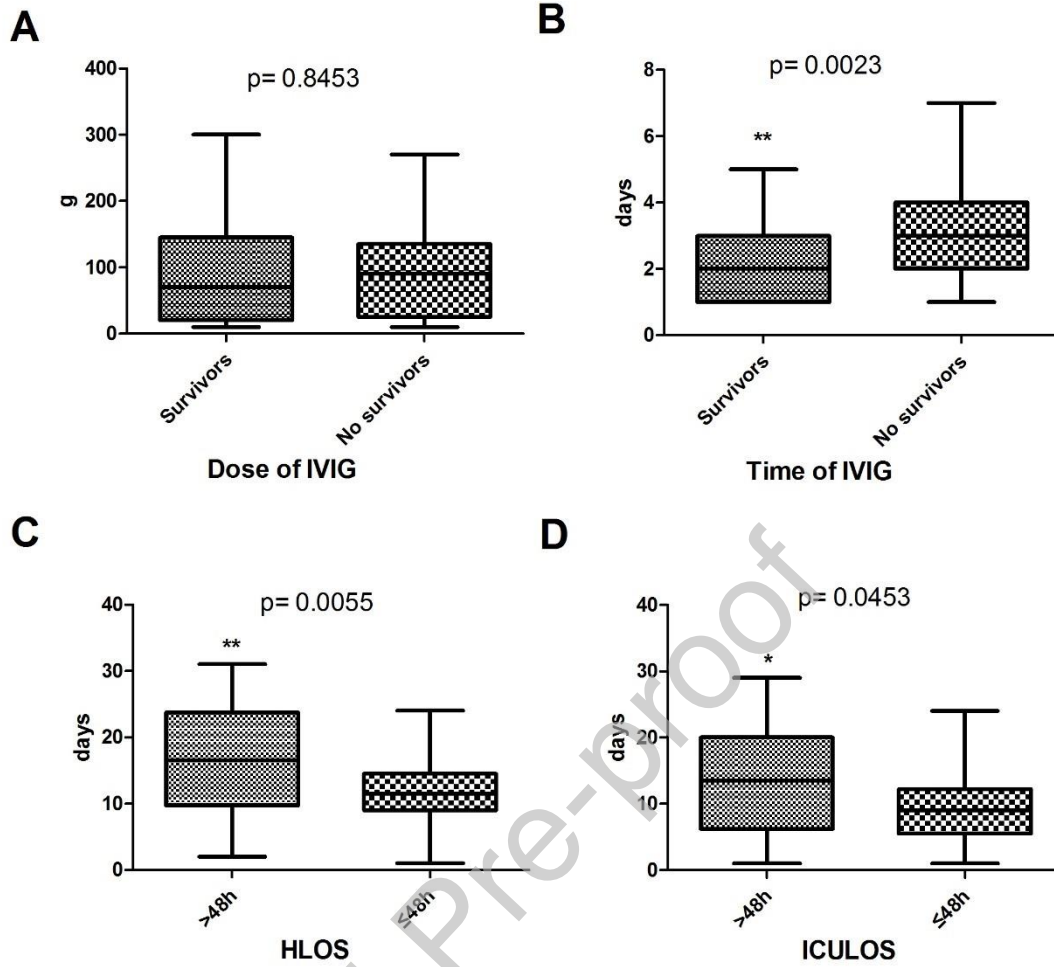 A
p= 0.8453
400
300
200
100
0
g
Survivors
No survivors
Dose of IVIG
B
p= 0.0023
8
6
4
2
0
days
**
Survivors
No survivors
Time of IVIG
C
p= 0.0055
40
30
20
10
0
days
**
>48h
≤48h
HLOS
D
p= 0.0453
40
30
20
10
0
days
*
>48h
≤48h
ICULOS
Pre-proof